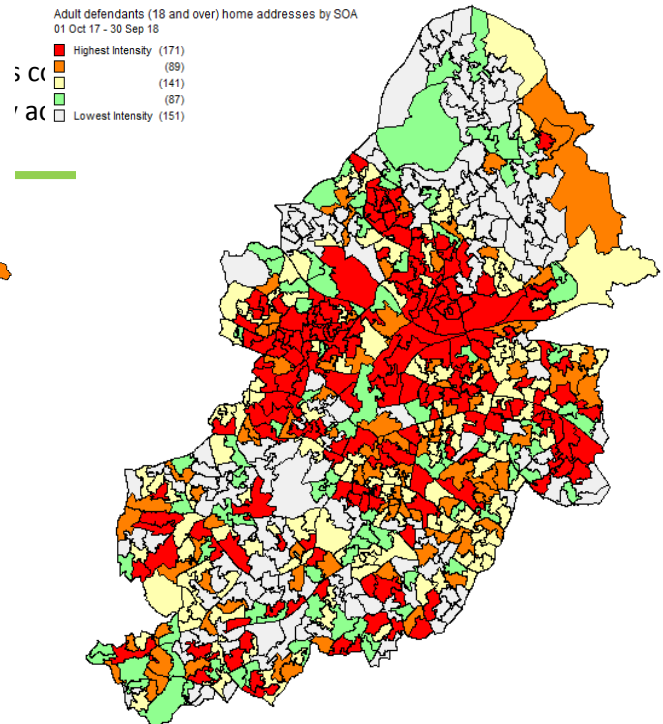 Adult defendants (18 and over) home addresses by SOA
01 Oct 17 - 30 Sep 18
Highest Intensity (171)
(89)
(141)
(87)
Lowest Intensity (151)